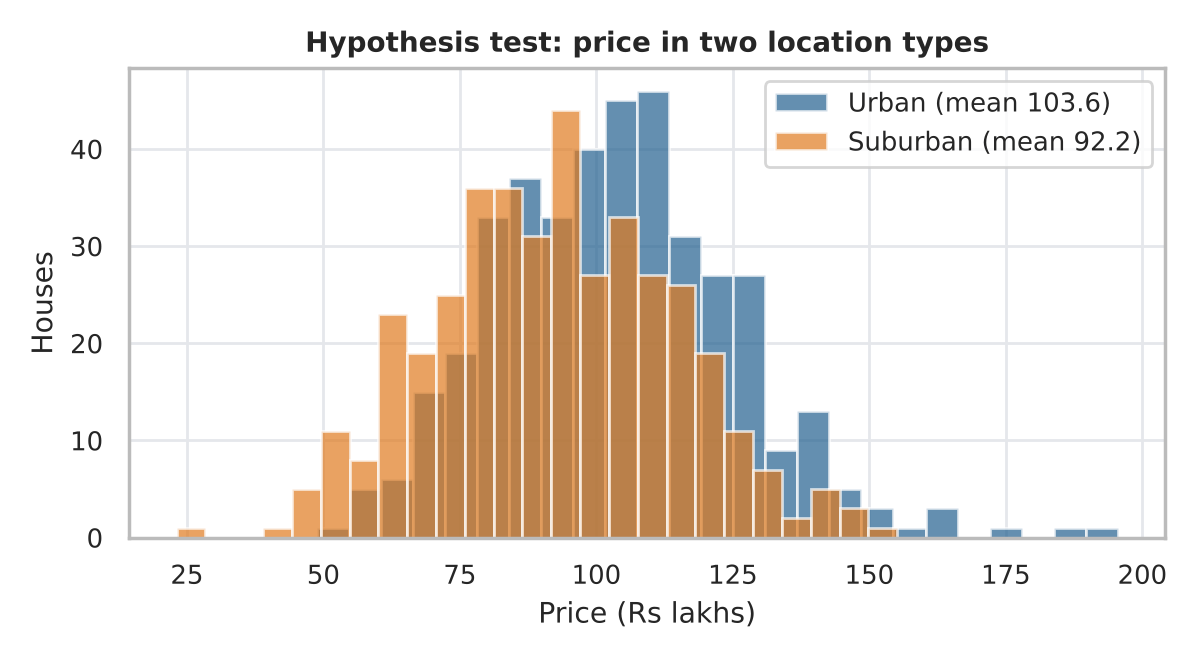 Hypothesis test: price in two location types
Urban (mean 103.6)
Suburban (mean 92.2)
Houses
40
30
20
10
0
25 50 75 100 125 150 175 200
Price (Rs lakhs)